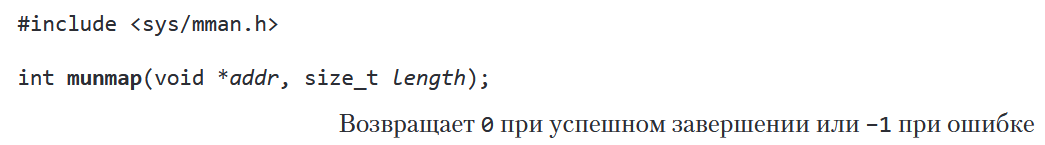 #include <sys/mman.h>
int munmap(void *addr, size_t length);
Возвращает 0 при успешном завершении или –1 при ошибке